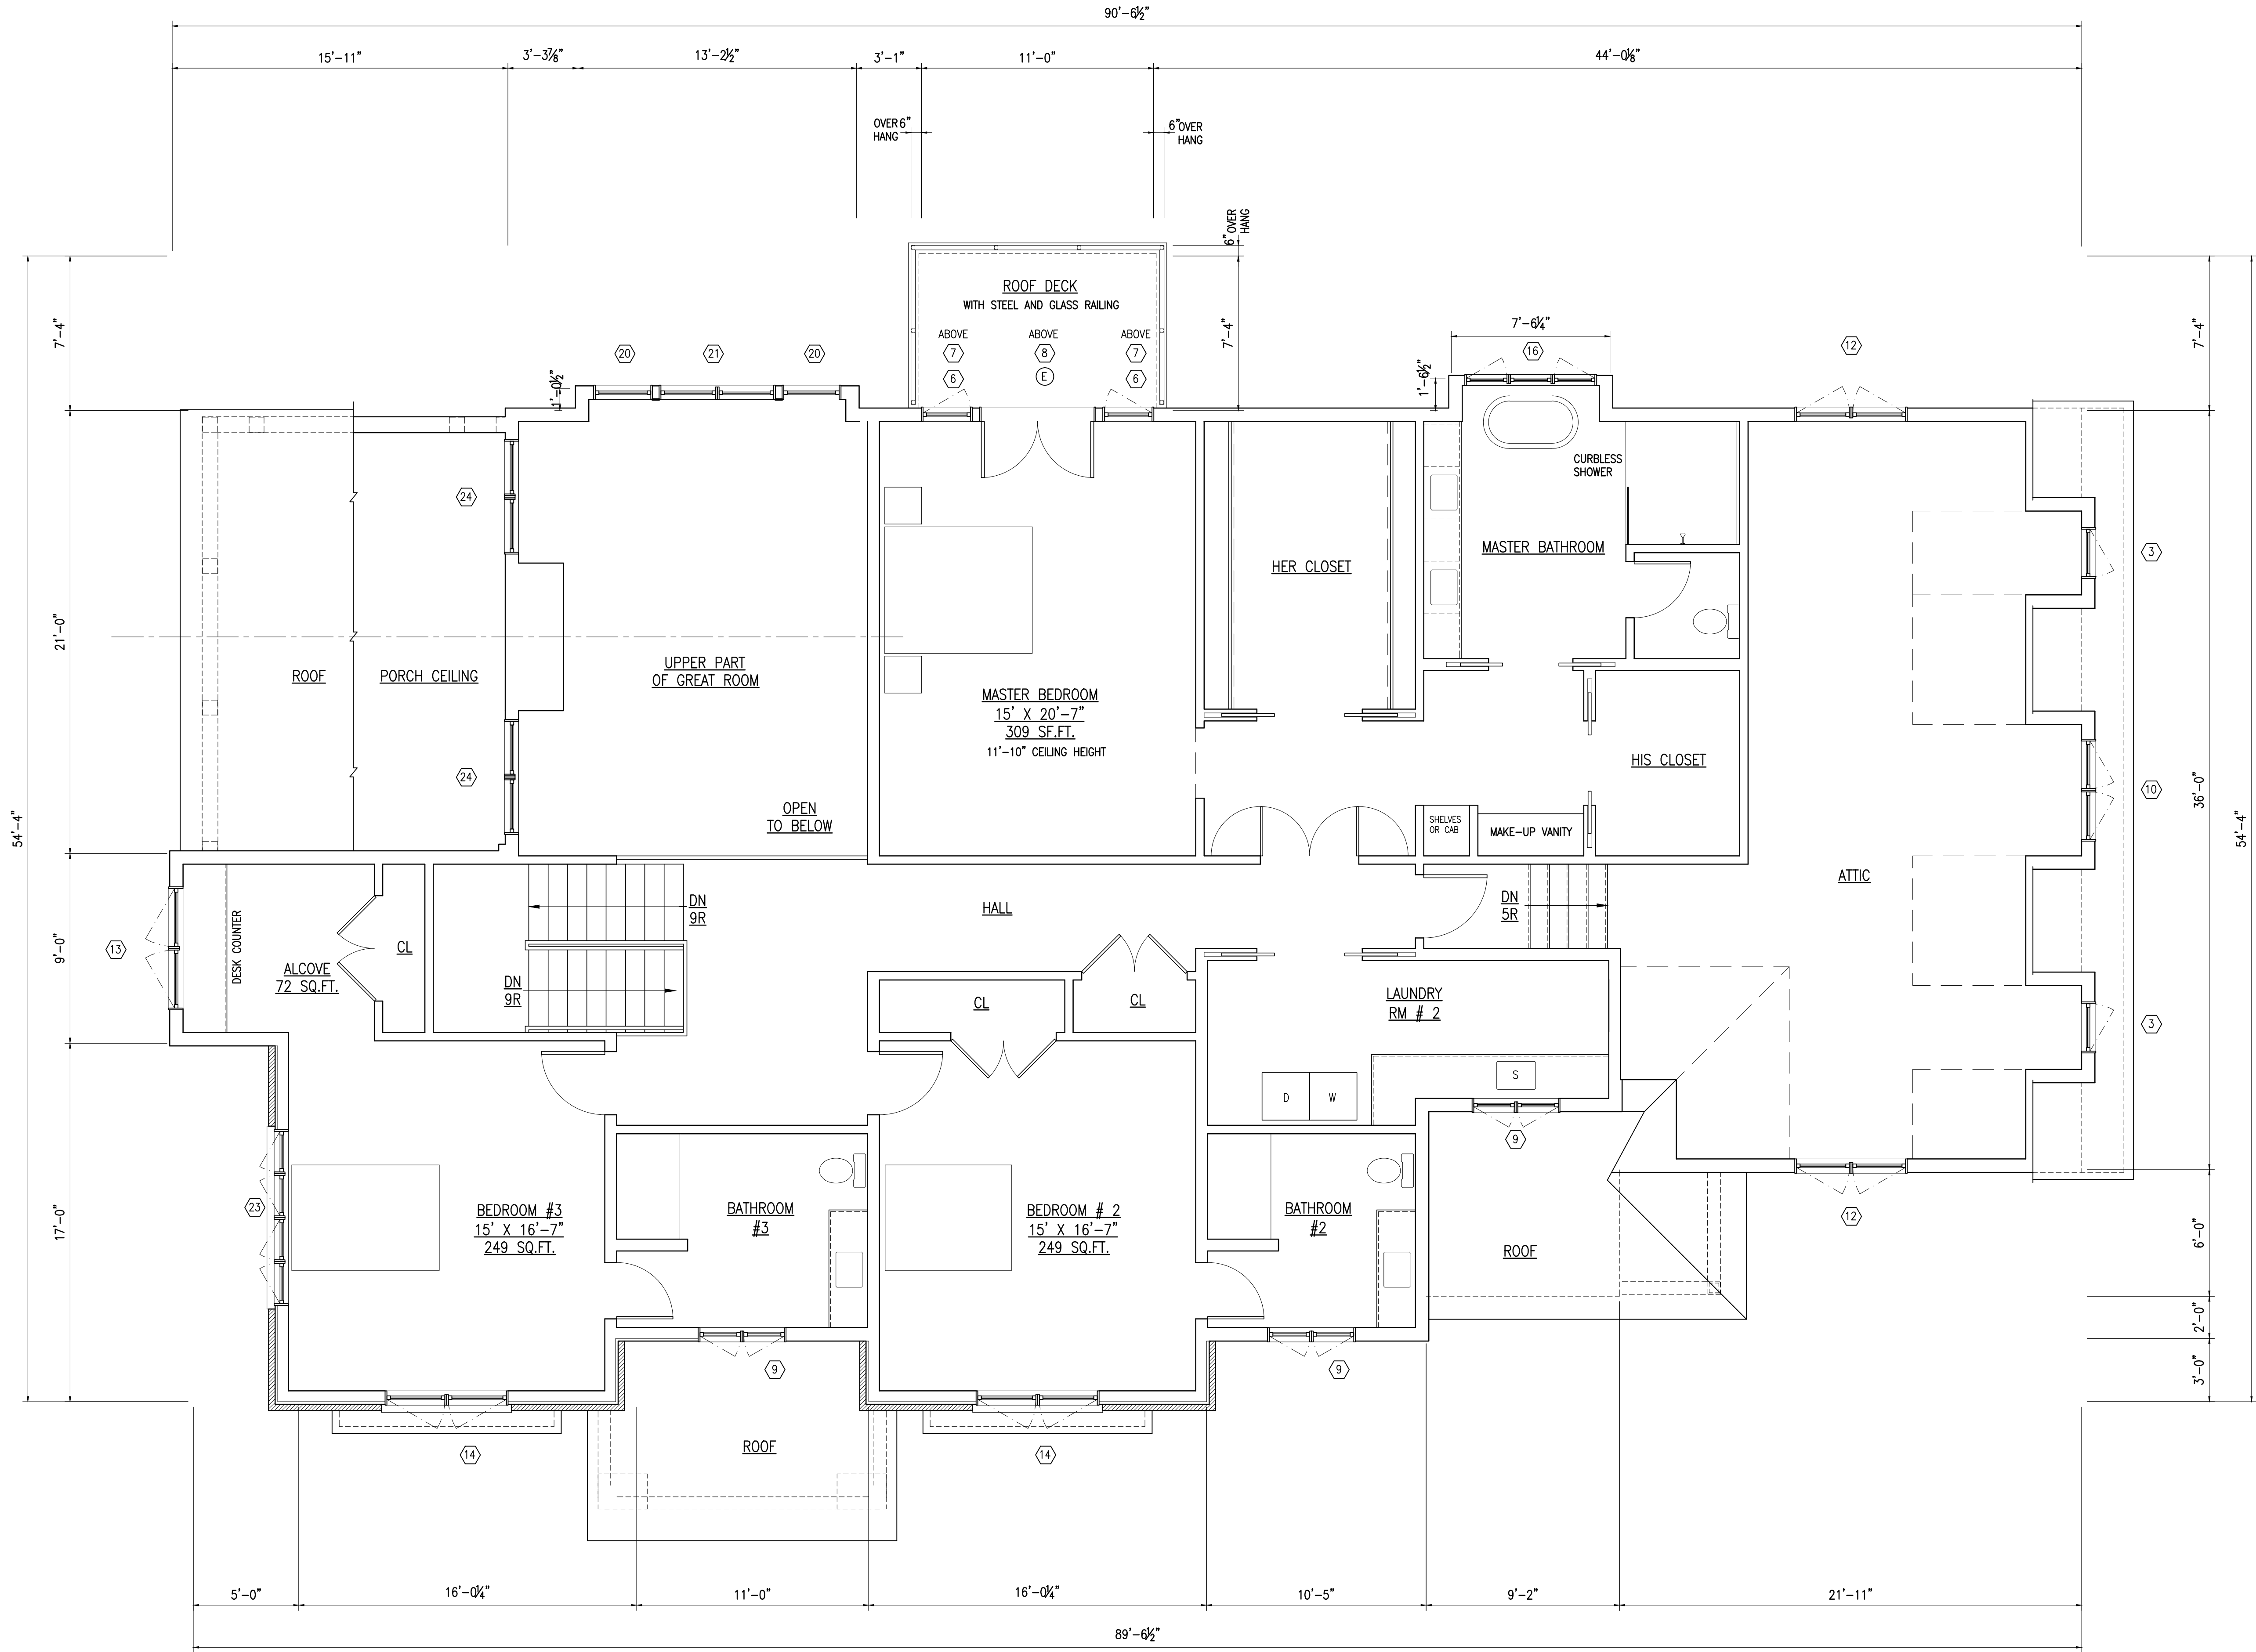 90'-6½"
15'-11"
3'-3⅞"
13'-2½"
3'-1"
11'-0"
44'-0⅛"
OVER 6"
HANG
6" OVER
HANG
6" OVER
HANG
7'-4"
7'-4"
7'-4"
ROOF DECK
WITH STEEL AND GLASS RAILING
ABOVE
ABOVE
ABOVE
7
8
7
6
E
6
20
21
20
7'-6¼"
16
12
1'-0½"
1'-6½"
CURBLESS
SHOWER
24
MASTER BATHROOM
3
HER CLOSET
21'-0"
ROOF
PORCH CEILING
UPPER PART
OF GREAT ROOM
MASTER BEDROOM
15' X 20'-7"
309 SF.FT.
11'-10" CEILING HEIGHT
24
HIS CLOSET
10
36'-0"
OPEN
TO BELOW
SHELVES
OR CAB
MAKE-UP VANITY
54'-4"
54'-4"
ATTIC
DN
9R
HALL
DN
5R
9'-0"
13
DESK COUNTER
CL
ALCOVE
72 SQ.FT.
DN
9R
CL
CL
LAUNDRY
RM # 2
3
S
D
W
9
17'-0"
23
BEDROOM #3
15' X 16'-7"
249 SQ.FT.
BATHROOM
#3
BEDROOM # 2
15' X 16'-7"
249 SQ.FT.
BATHROOM
#2
12
ROOF
6'-0"
2'-0"
3'-0"
9
9
14
ROOF
14
5'-0"
16'-0¼"
11'-0"
16'-0¼"
10'-5"
9'-2"
21'-11"
89'-6½"